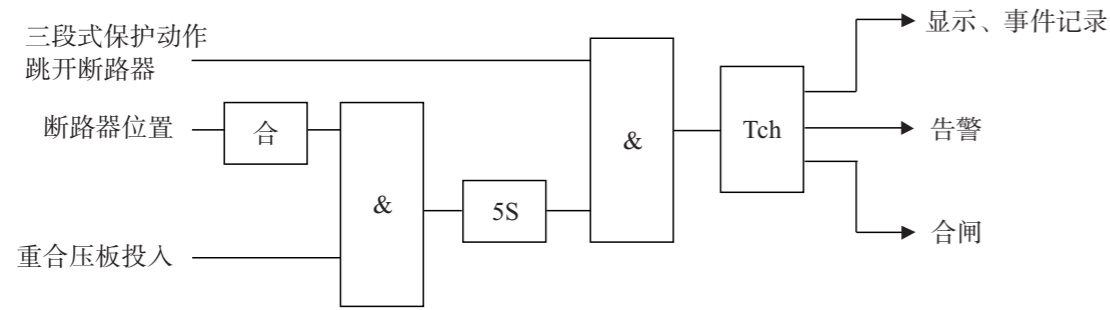 三段式保护动作
跳开断路器
断路器位置
合
&
重合压板投入
5S
&
Tch
显示、事件记录
告警
合闸